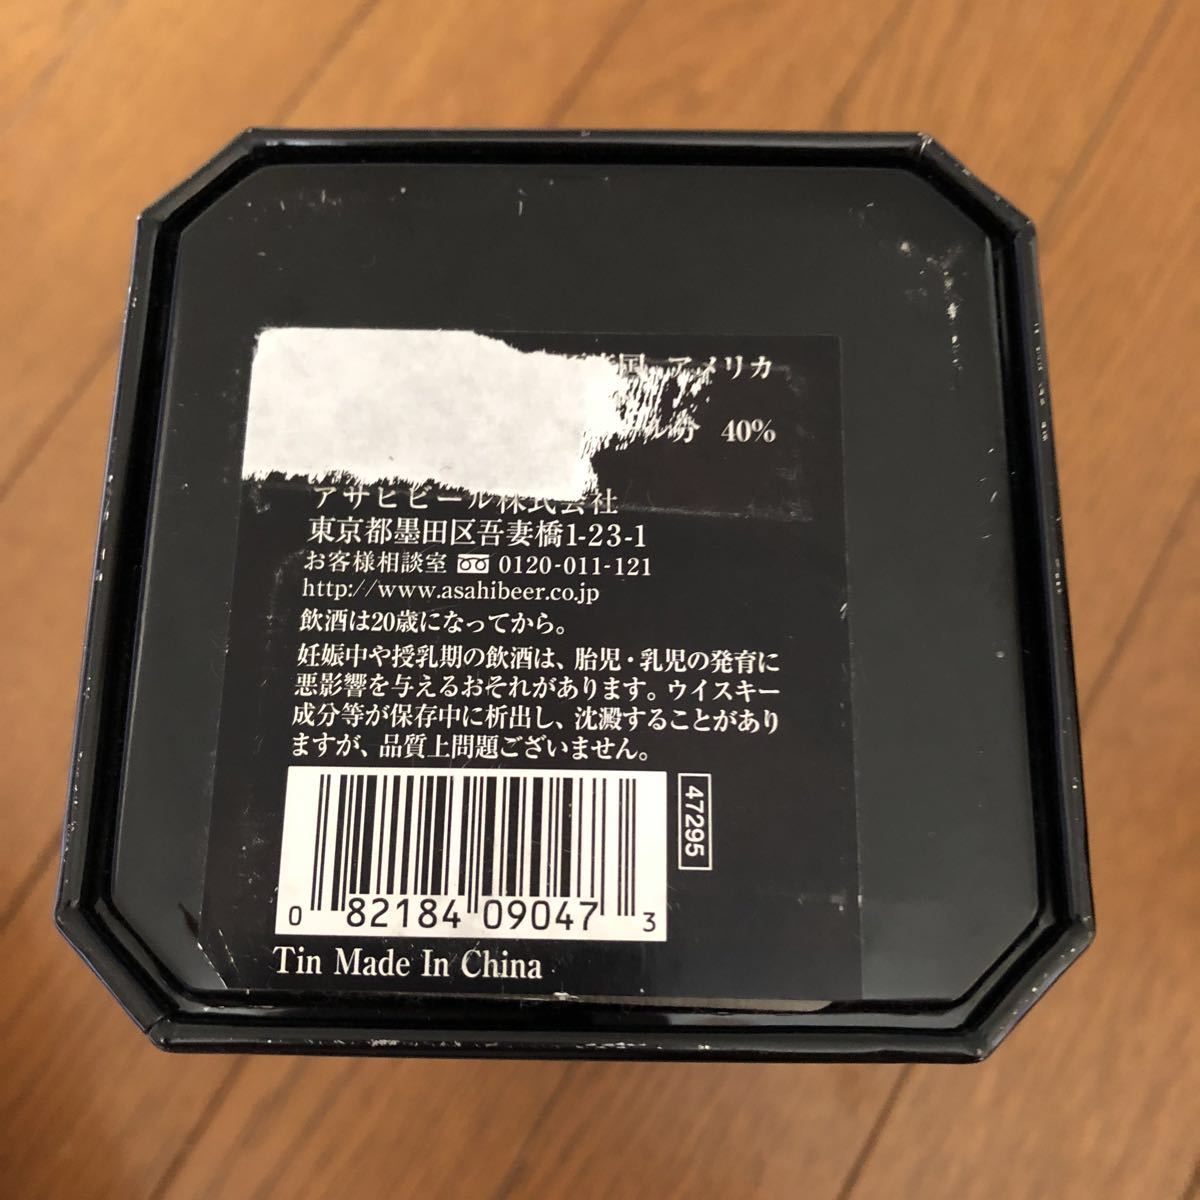 アメリカ
40%
アサヒビール株式会社
東京都墨田区吾妻橋1-23-1
お客様相談室 0120-011-121
http://www.asahibeer.co.jp
飲酒は20歳になってから。
妊娠中や授乳期の飲酒は、胎児・乳児の発育に
悪影響を与えるおそれがあります。ウイスキー
成分等が保存中に析出し、沈澱することがあり
ますが、品質上問題ございません。
47295
0 82184 09047 3
Tin Made In China